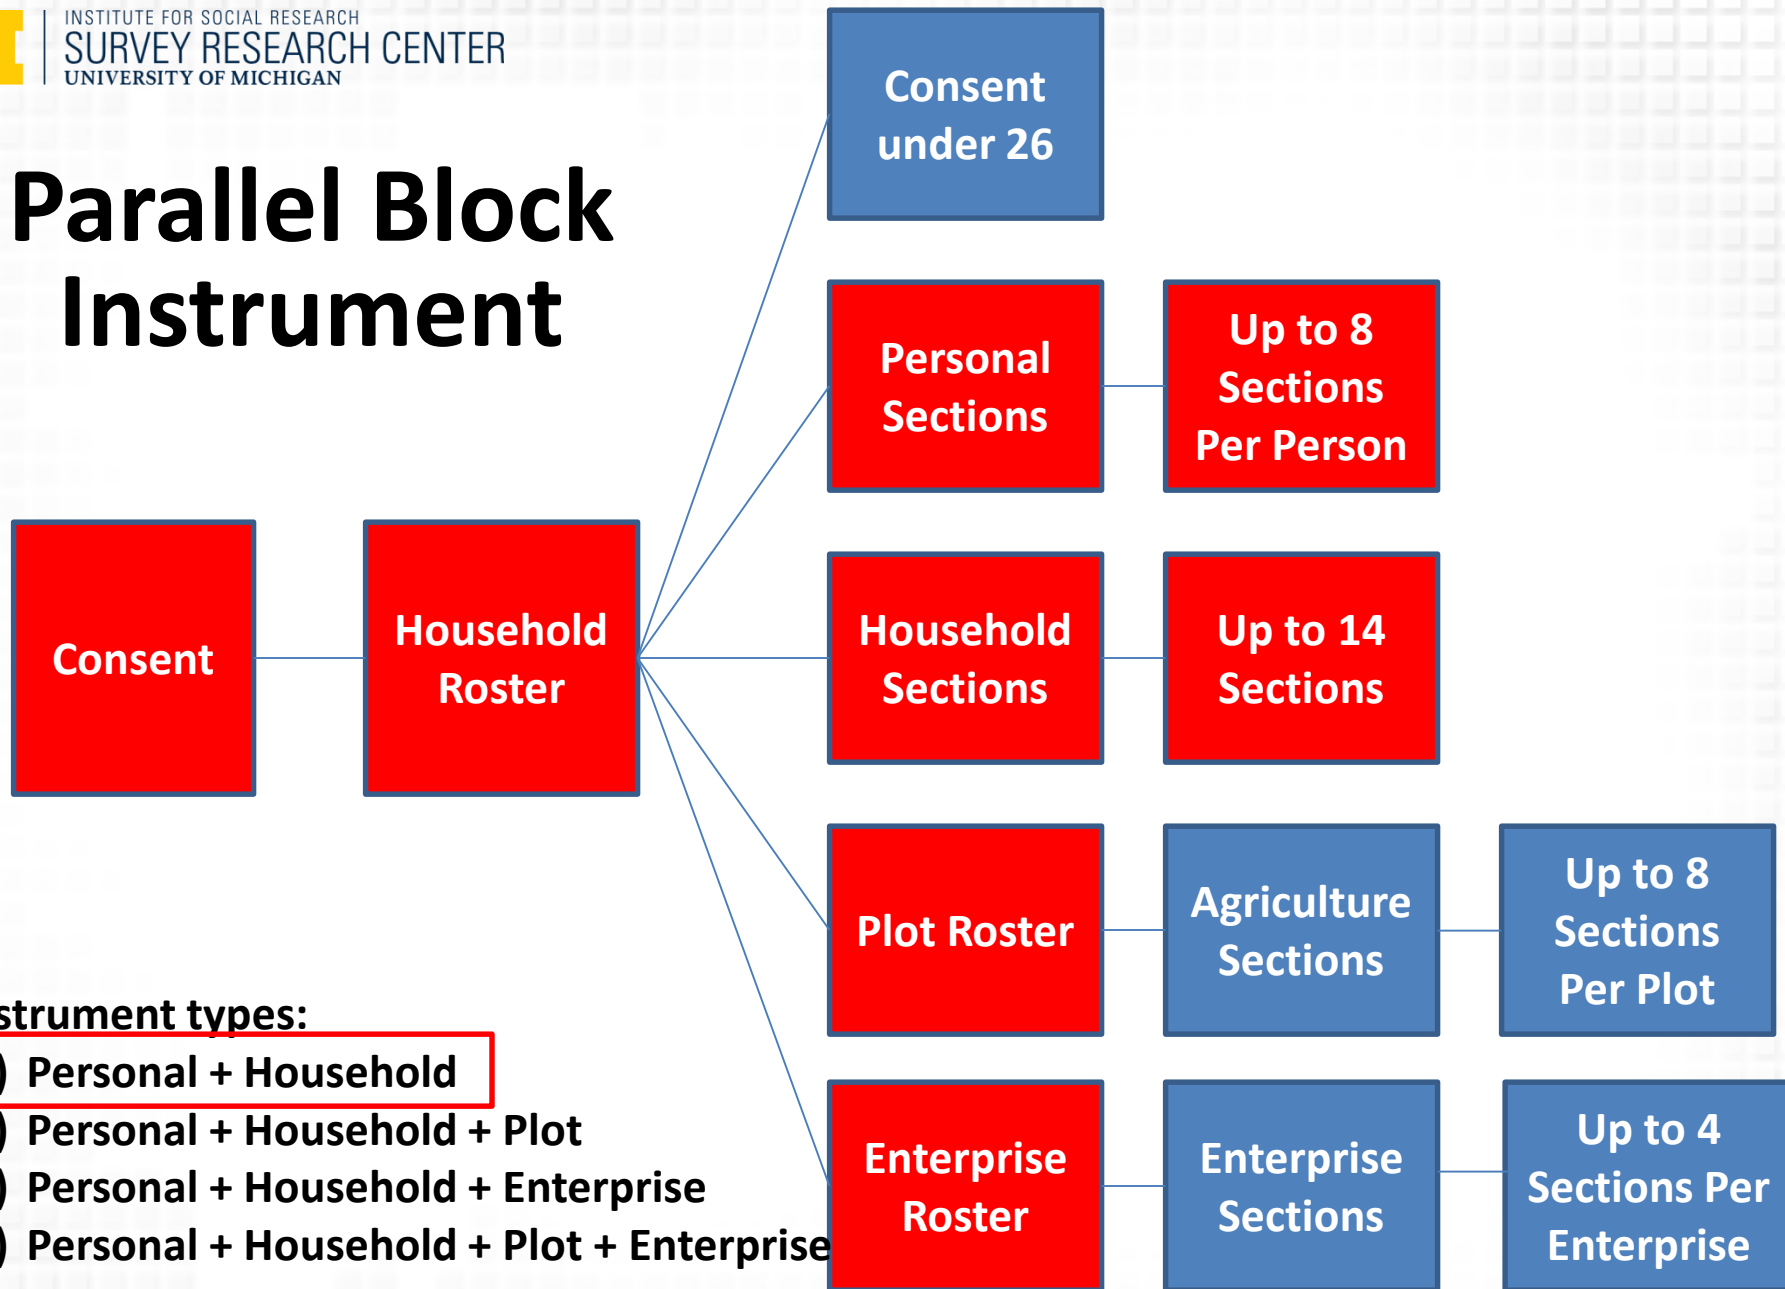 INSTITUTE FOR SOCIAL RESEARCH
SURVEY RESEARCH CENTER
UNIVERSITY OF MICHIGAN
Parallel Block
Instrument
Consent
under 26
Personal
Sections
Up to 8
Sections
Per Person
Consent
Household
Roster
Household
Sections
Up to 14
Sections
Plot Roster
Agriculture
Sections
Up to 8
Sections
Per Plot
Enterprise
Roster
Enterprise
Sections
Up to 4
Sections Per
Enterprise
strument types:
) Personal + Household
) Personal + Household + Plot
) Personal + Household + Enterprise
) Personal + Household + Plot + Enterprise